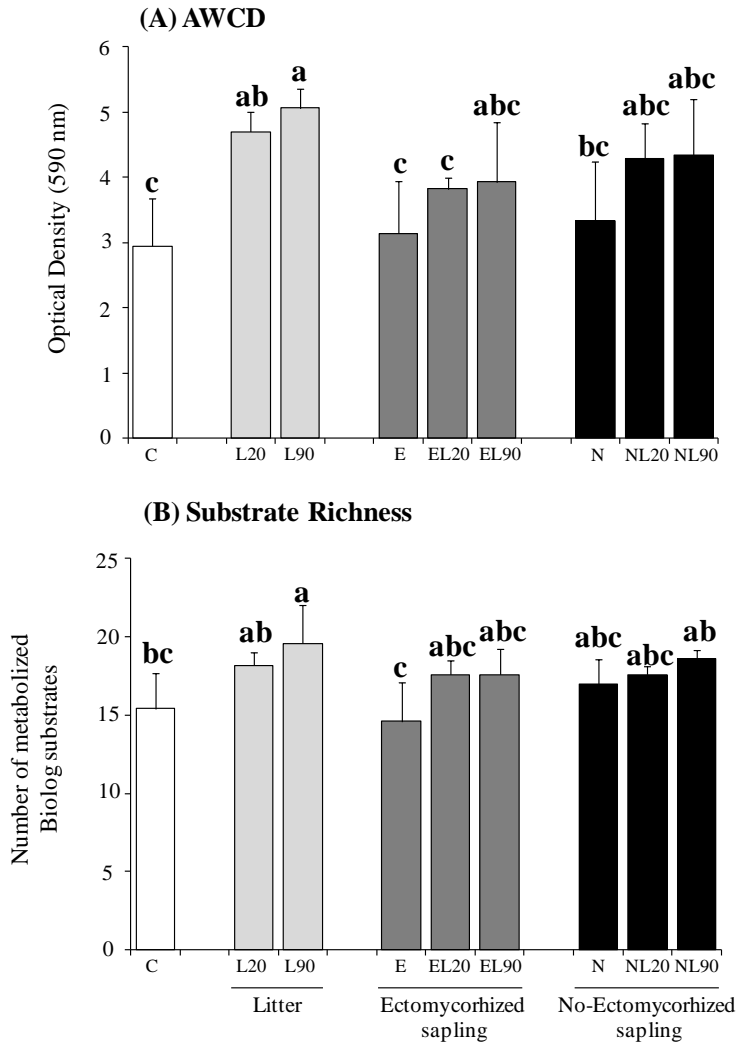 (A) AWCD
Optical Density (590 nm)
6
5
4
3
2
1
0
c
ab
a
c
c
abc
bc
abc
abc
C
L20
L90
E
EL20
EL90
N
NL20
NL90
(B) Substrate Richness
Number of metabolized
Biolog substrates
25
20
15
10
5
0
bc
ab
a
c
abc
abc
abc
abc
ab
C
L20
L90
E
EL20
EL90
N
NL20
NL90
Litter
Ectomycorhized
sapling
No-Ectomycorhized
sapling